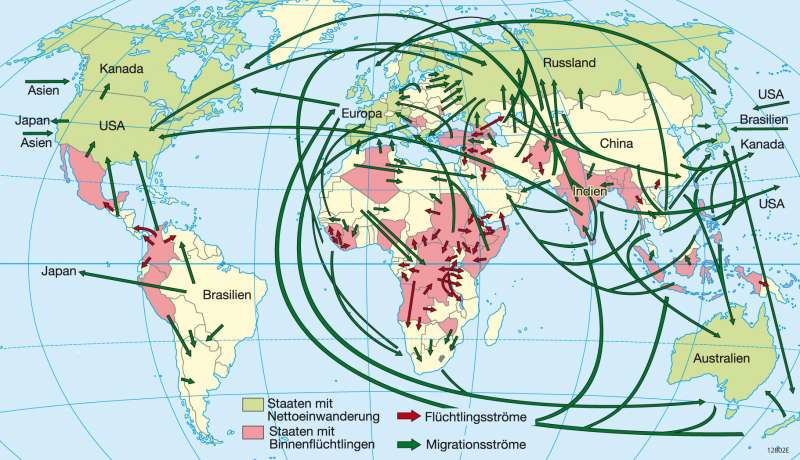 Kanada
Russland
Asien
USA
Japan
USA
Europa
Brasilien
Asien
China
Kanada
Indien
USA
Japan
Brasilien
Australien
Staaten mit
Nettoeinwanderung
Flüchtlingsströme
Staaten mit
Binnenflüchtlingen
Migrationsströme
12802E